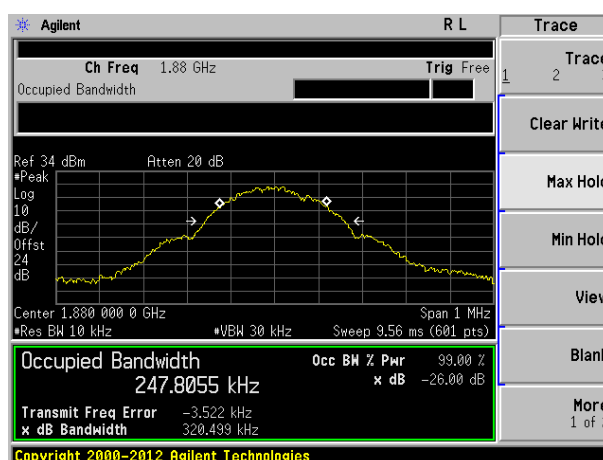 Agilent R L Trace
Ch Freq 1.88 GHz Trig Free
Occupied Bandwidth
Trace
1 2
Clear Write
Max Hold
Min Hold
View
Blank
More
1 of
Ref 34 dBm Atten 20 dB
#Peak
Log
10
dB/
Offst
24
dB
Center 1.880 000 0 GHz Span 1 MHz
#Res BW 10 kHz #VBW 30 kHz Sweep 9.56 ms (601 pts)
Occupied Bandwidth Occ BW % Pwr 99.00 %
247.8055 kHz x dB -26.00 dB
Transmit Freq Error -3.522 kHz
x dB Bandwidth 320.499 kHz
Copyright 2000-2012 Agilent Technologies